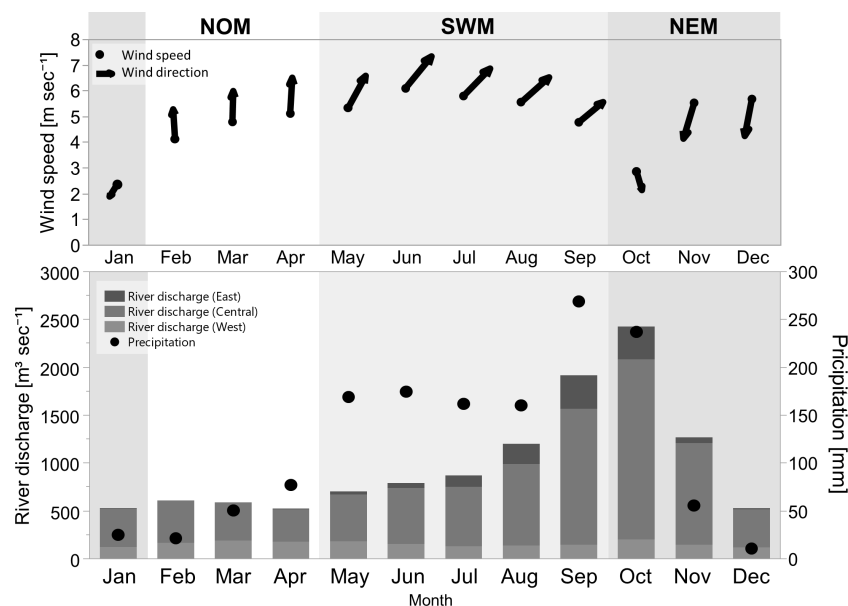 NOM SWM NEM
8
7
6
5
4
3
2
1
0
Wind speed [m sec⁻¹]
Wind speed
Wind direction
Jan Feb Mar Apr May Jun Jul Aug Sep Oct Nov Dec
3000
2500
2000
1500
1000
500
0
River discharge [m³ sec⁻¹]
River discharge (East)
River discharge (Central)
River discharge (West)
Precipitation
300
250
200
150
100
50
0
Pricipitation [mm]
Jan Feb Mar Apr May Jun Jul Aug Sep Oct Nov Dec
Month